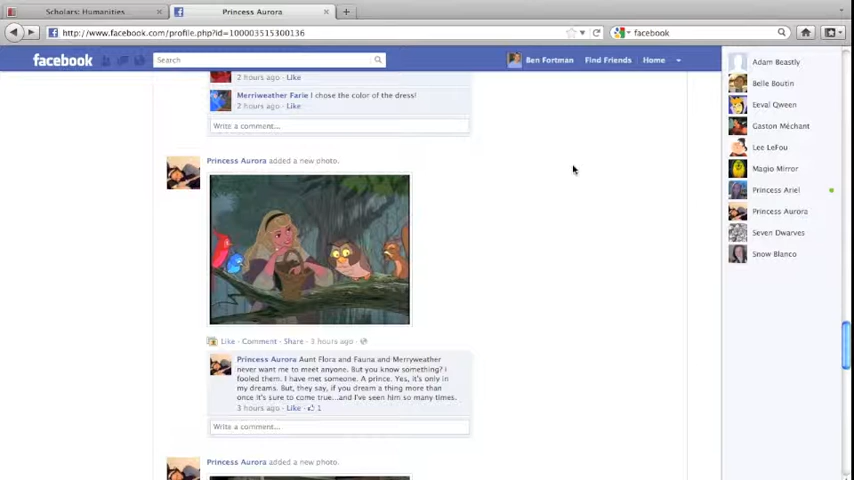 Scholars: Humanities...
Princess Aurora
http://www.facebook.com/profile.php?id=100003515300136
facebook
facebook
Search
Ben Fortman
Find Friends
Home
2 hours ago · Like
Merriweather Farie I chose the color of the dress!
2 hours ago · Like
Write a comment...
Princess Aurora added a new photo.
Like · Comment · Share · 3 hours ago
Princess Aurora Aunt Flora and Fauna and Merryweather
never want me to meet anyone. But you know something? I
fooled them. I have met someone. A prince. Yes, it's only in
my dreams. But, they say, if you dream a thing more than
once it's sure to come true...and I've seen him so many times.
3 hours ago · Like · 1
Write a comment...
Princess Aurora added a new photo.
Adam Beastly
Belle Boutin
Eeval Qween
Gaston Méchant
Lee LeFou
Magio Mirror
Princess Ariel
Princess Aurora
Seven Dwarves
Snow Blanco